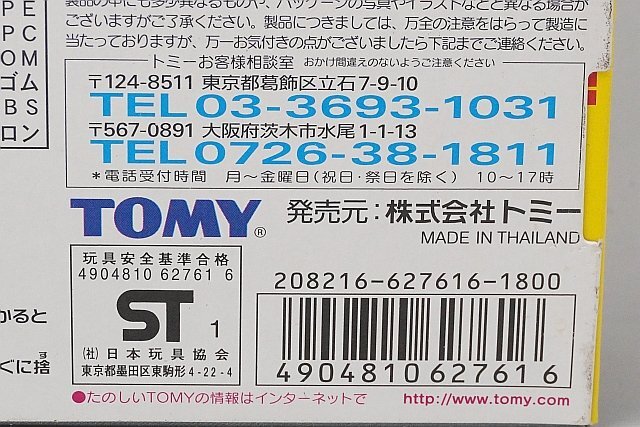 製品の中にも多少異なるものや、パッケージの写真やイラストなどと異なる場合が
ございますがご了承ください。製品につきましては、万全の注意をはらって製造に
当たっておりますが、万一お気付きの点がございましたら下記までご連絡ください。
トミーお客様相談室 おかけ間違えのないようご注意ください
〒124-8511 東京都葛飾区立石7-9-10
TEL03-3693-1031
〒567-0891 大阪府茨木市水尾1-1-13
TEL0726-38-1811
*電話受付時間 月~金曜日(祝日・祭日を除く) 10~17時
P E
P C
O M
ゴム
B S
ロン
TOMY®
発売元:株式会社トミー
MADE IN THAILAND
玩具安全基準合格
4904810 62761 6
ST 1
(社)日本玩具協会
東京都墨田区東駒形4-22-4
208216-627616-1800
4904810627616
かると
ぐに捨
●たのしいTOMYの情報はインターネットで http://www.tomy.com